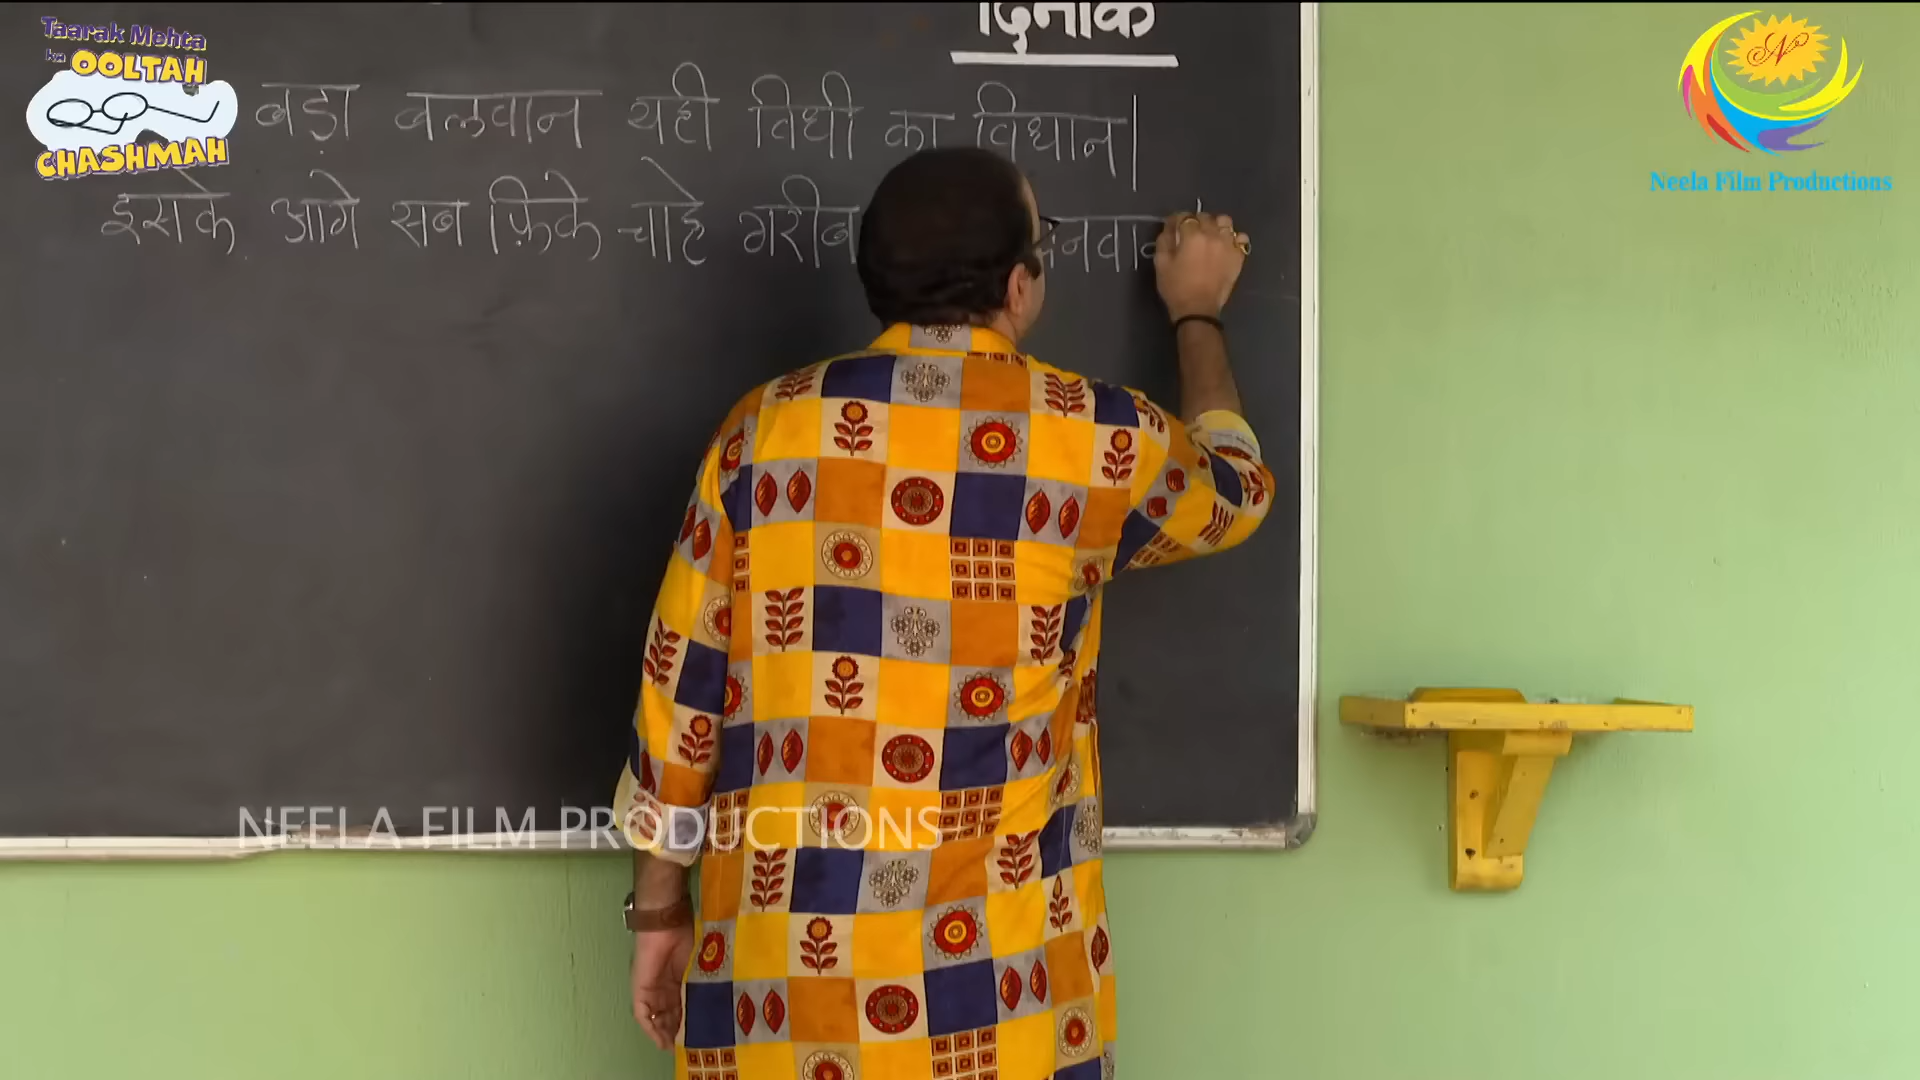 Taarak Mehta
ka OOLTAH
CHASHMAH
दिनांक
बड़ा बलवान यही विधी का विधान|
इसके आगे सब फ़िके चाहे गरीब
Neela Film Productions
NEELA FILM PRODUCTIONS